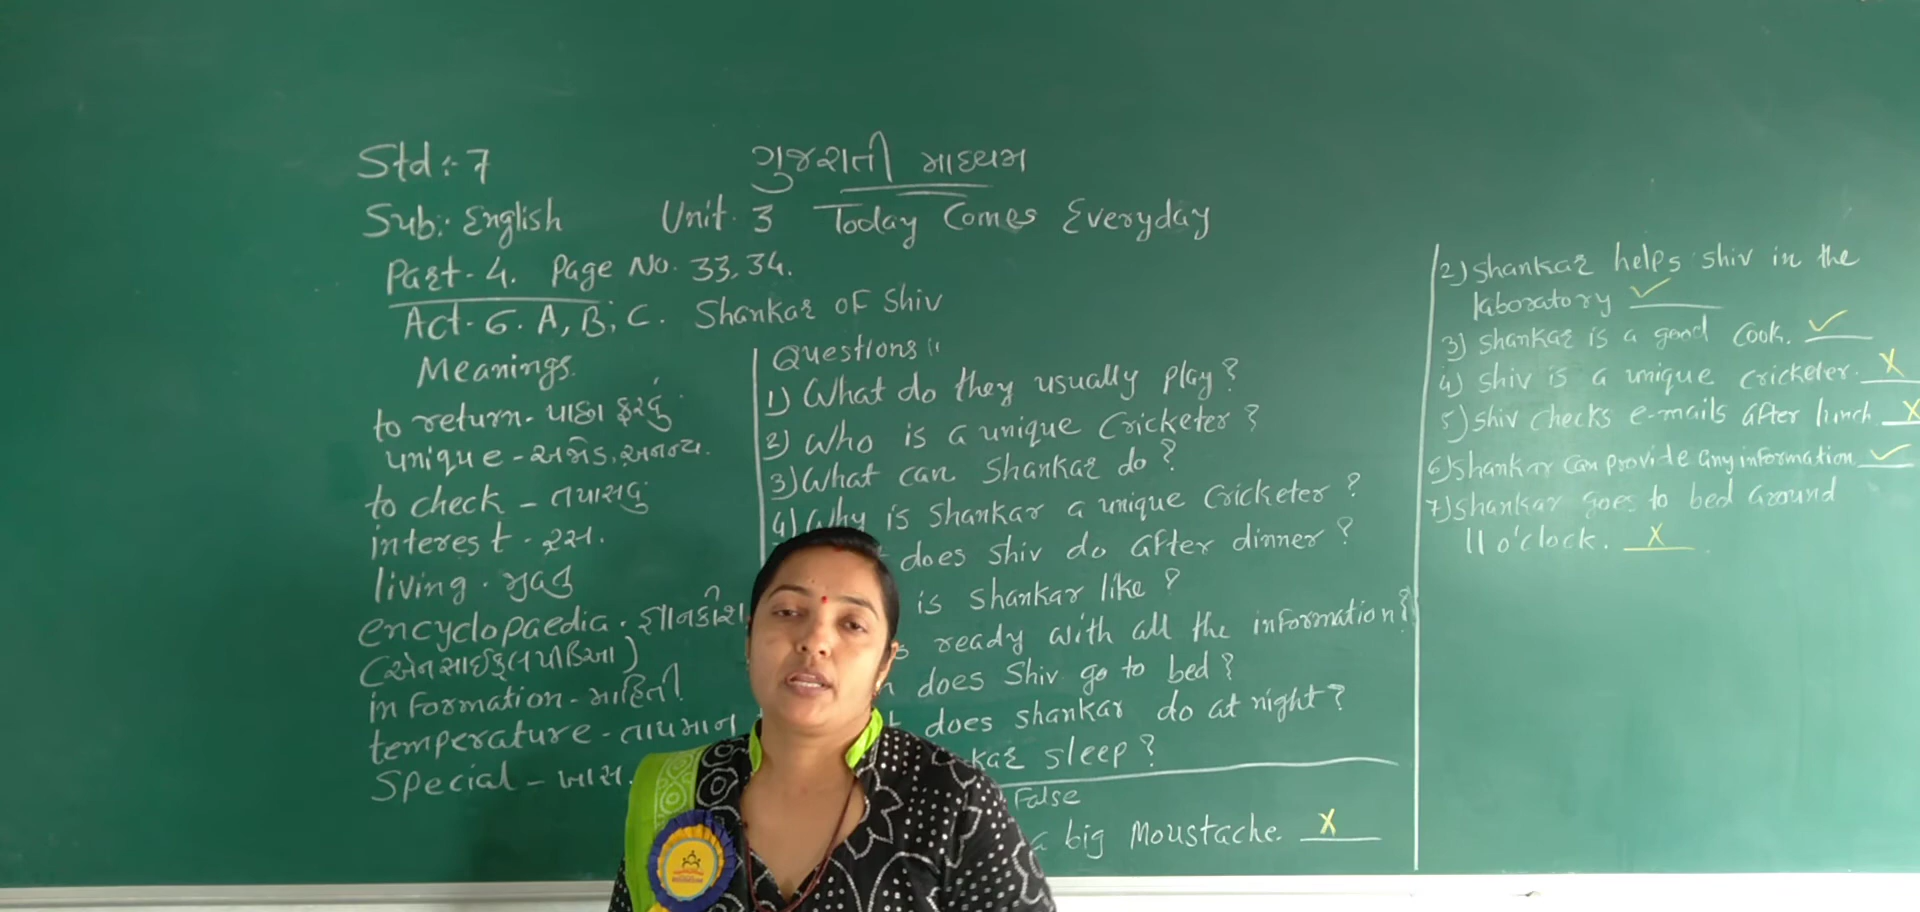 Std:- 7
ગુજરાતી માધ્યમ
Sub:- English Unit. 3 Today Comes Everyday
Part-4. Page No. 33,34.
Act-6. A, B, C. Shankar of Shiv
Meanings.
to return - પાછા ફરવું
unique - અજોડ, અનન્ય.
to check - તપાસવું
interest - રસ.
living.
encyclopaedia. જ્ઞાનકોશ
(એનસાઈક્લપીડિઆ)
information - માહિતી
temperature - તાપમાન
Special - ખાસ.
Questions:
1) What do they usually play?
2) Who is a unique Cricketer?
3) What can Shankar do?
4) Why is Shankar a unique Cricketer?
does Shiv do after dinner?
is Shankar like?
ready with all the information?
does Shiv go to bed?
does Shankar do at night?
sleep?
False
a big Moustache. X
2) Shankar helps Shiv in the
laboratory ✓
3) Shankar is a good Cook. ✓
4) Shiv is a unique cricketer. X
5) Shiv checks e-mails after lunch X
6) Shankar can provide any information ✓
7) Shankar goes to bed around
11 o'clock. X